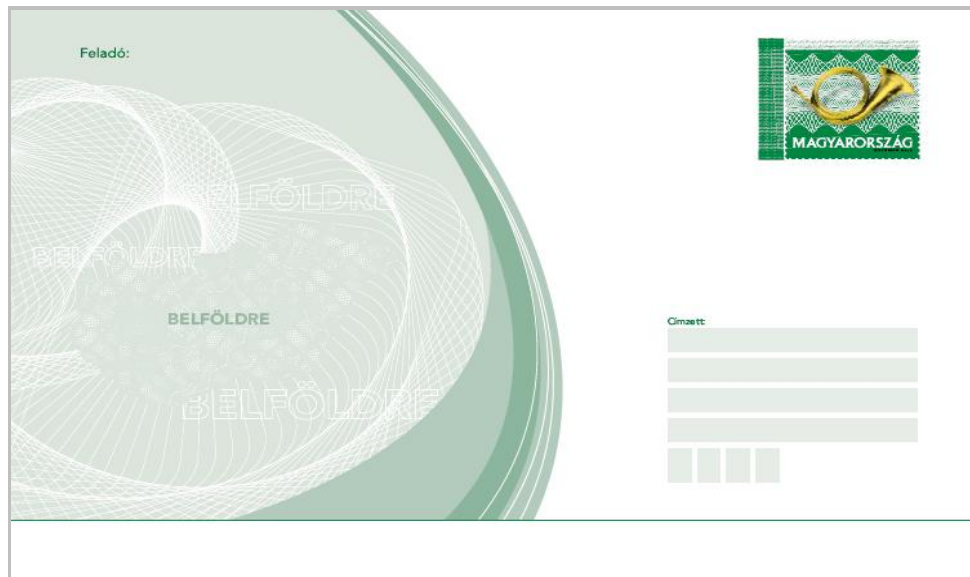 Feladó:
MAGYARORSZÁG
BELFÖLDRE
BELFÖLDRE
BELFÖLDRE
Címzett:
BELFÖLDRE